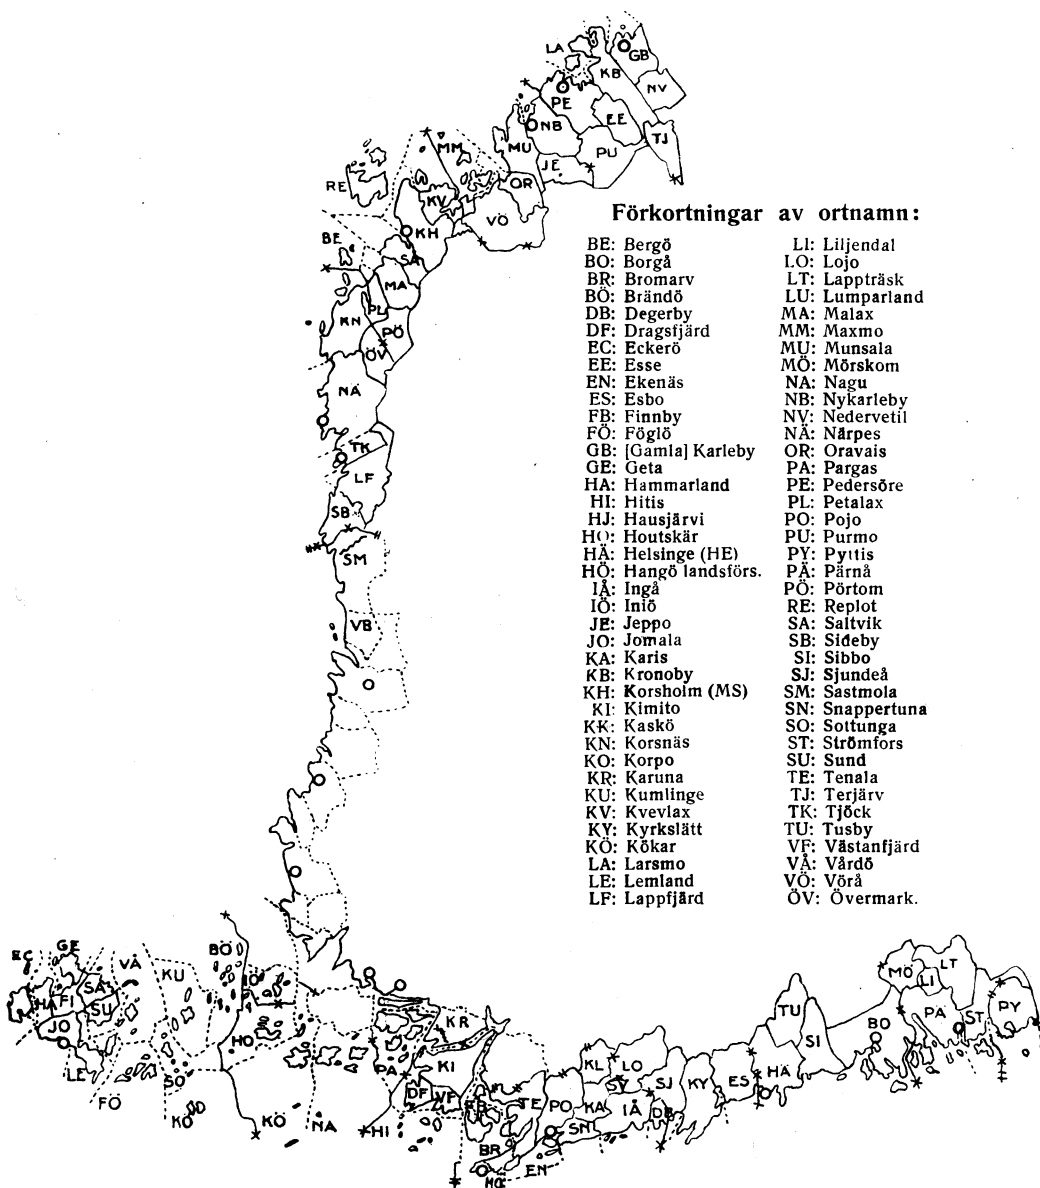 LA
KB
GB
NV
PE
EE
NB
TJ
MU
PU
JE
MM
OR
RE
KV
VÖ
KH
BE
SA
MA
PL
KN
PÖ
ÖV
NÄ
TK
LF
SB
SM
VB
Förkortningar av ortnamn:
BE: Bergö
BO: Borgå
BR: Bromarv
BÖ: Brändö
DB: Degerby
DF: Dragsfjärd
EC: Eckerö
EE: Esse
EN: Ekenäs
ES: Esbo
FB: Finnby
FÖ: Föglö
GB: [Gamla] Karleby
GE: Geta
HA: Hammarland
HI: Hitis
HJ: Hausjärvi
HO: Houtskär
HÄ: Helsinge (HE)
HÖ: Hangö landsförs.
IÅ: Ingå
IÖ: Iniö
JE: Jeppo
JO: Jomala
KA: Karis
KB: Kronoby
KH: Korsholm (MS)
KI: Kimito
KK: Kaskö
KN: Korsnäs
KO: Korpo
KR: Karuna
KU: Kumlinge
KV: Kvevlax
KY: Kyrkslätt
KÖ: Kökar
LA: Larsmo
LE: Lemland
LF: Lappfjärd
LI: Liljendal
LO: Lojo
LT: Lappträsk
LU: Lumparland
MA: Malax
MM: Maxmo
MU: Munsala
MÖ: Mörskom
NA: Nagu
NB: Nykarleby
NV: Nedervetil
NÄ: Närpes
OR: Oravais
PA: Pargas
PE: Pedersöre
PL: Petalax
PO: Pojo
PU: Purmo
PY: Pyttis
PÄ: Pärnå
PÖ: Pörtom
RE: Replot
SA: Saltvik
SB: Sideby
SI: Sibbo
SJ: Sjundeå
SM: Sastmola
SN: Snappertuna
SO: Sottunga
ST: Strömfors
SU: Sund
TE: Tenala
TJ: Terjärv
TK: Tjöck
TU: Tusby
VF: Västanfjärd
VÅ: Vårdö
VÖ: Vörå
ÖV: Övermark.
EC
GE
VÅ
KU
BÖ
IÖ
HA
FI
SA
SU
JO
LE
FÖ
SO
KÖ
HO
KÖ
NA
HI
PA
KR
KI
DF
VF
TE
BR
EN
PO
KL
LO
SV
KA
SN
IÅ
SJ
DB
KY
ES
HÄ
TU
SI
BO
MÖ
LI
LT
PÄ
ST
PY